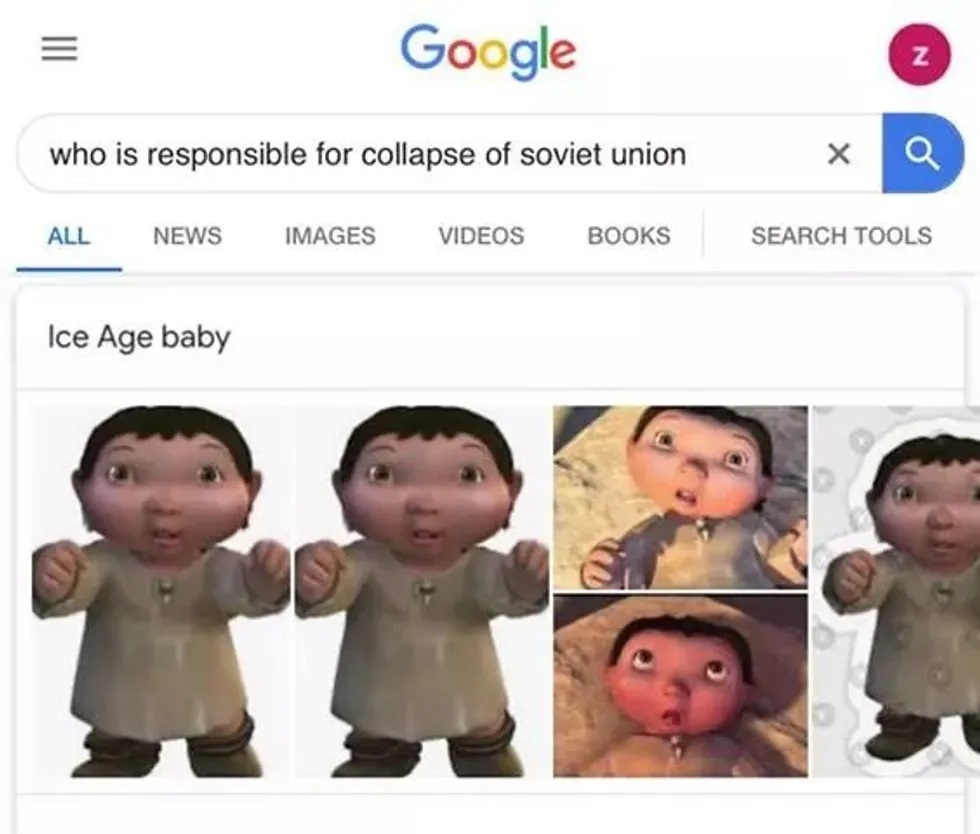 Google
z
who is responsible for collapse of soviet union
ALL NEWS IMAGES VIDEOS BOOKS SEARCH TOOLS
Ice Age baby